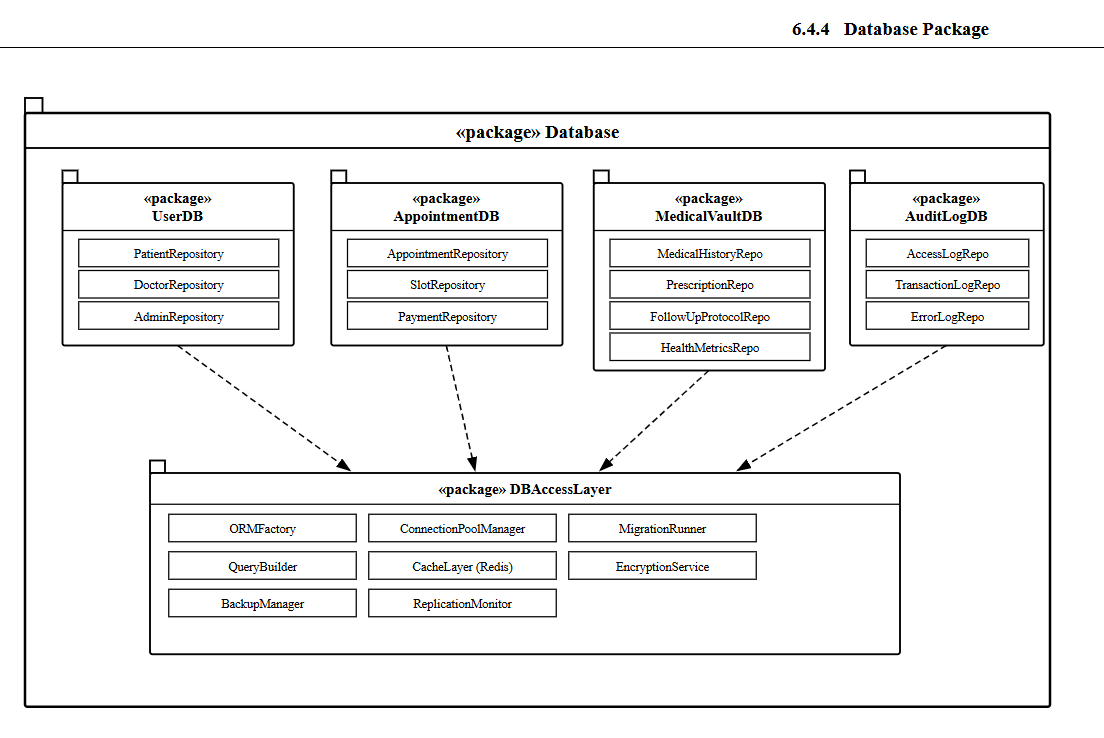 6.4.4 Database Package
«package» Database
«package»
UserDB
PatientRepository
DoctorRepository
AdminRepository
«package»
AppointmentDB
AppointmentRepository
SlotRepository
PaymentRepository
«package»
MedicalVaultDB
MedicalHistoryRepo
PrescriptionRepo
FollowUpProtocolRepo
HealthMetricsRepo
«package»
AuditLogDB
AccessLogRepo
TransactionLogRepo
ErrorLogRepo
«package» DBAccessLayer
ORMFactory
ConnectionPoolManager
MigrationRunner
QueryBuilder
CacheLayer (Redis)
EncryptionService
BackupManager
ReplicationMonitor